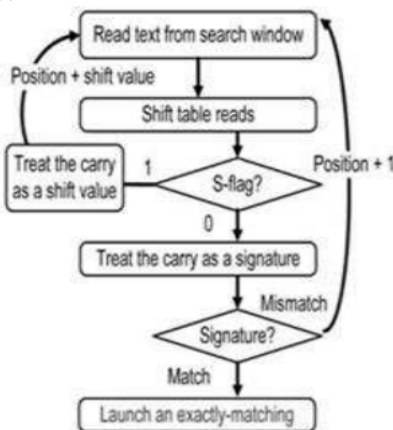 Read text from search window
Position + shift value
Shift table reads
Treat the carry
as a shift value
1
S-flag?
Position + 1
0
Treat the carry as a signature
Mismatch
Signature?
Match
Launch an exactly-matching